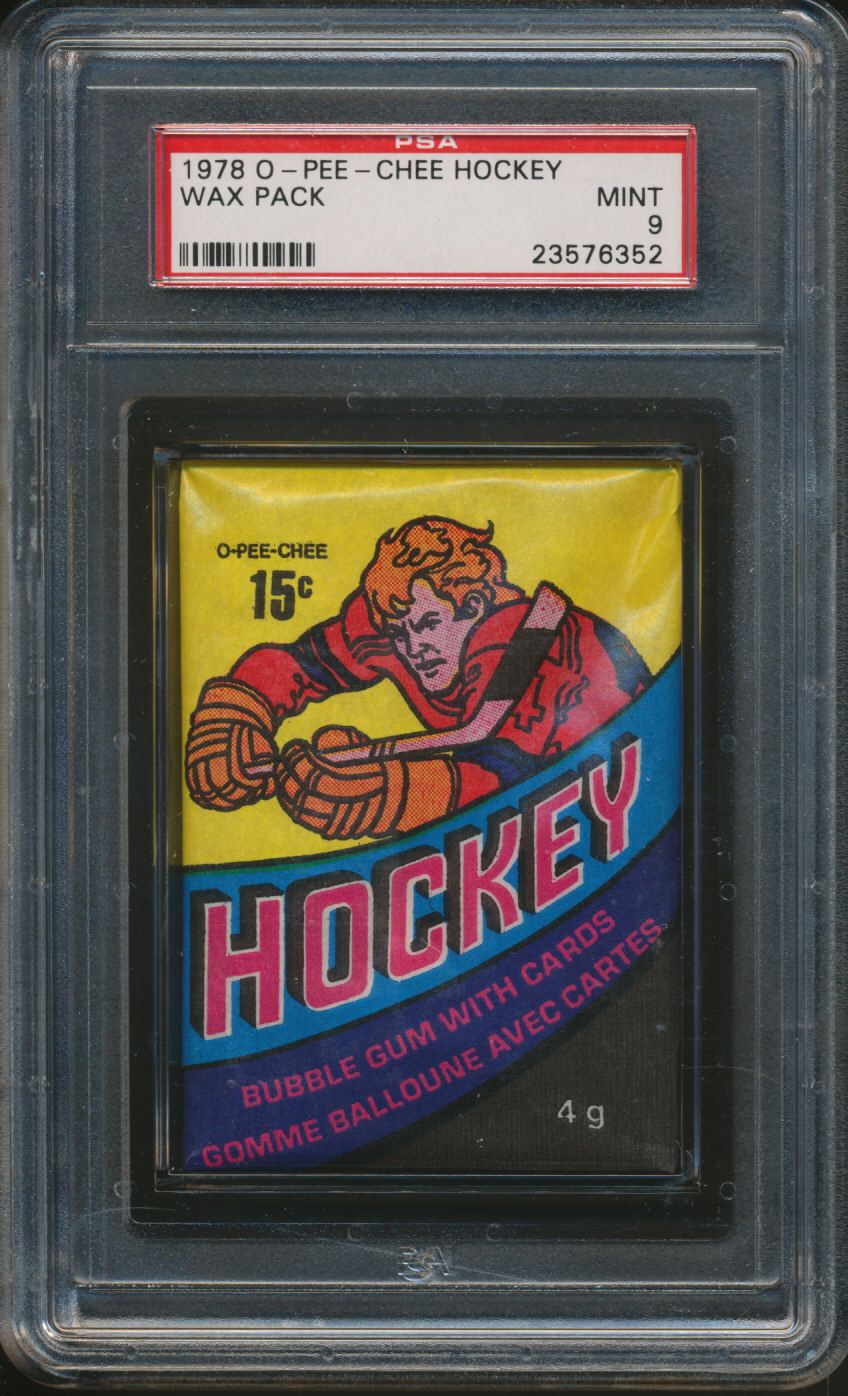 PSA
1978 O-PEE-CHEE HOCKEY
WAX PACK MINT
9
23576352
O-PEE-CHEE
15¢
HOCKEY
BUBBLE GUM WITH CARDS
GOMME BALLOUNE AVEC CARTES
4 g
PSA